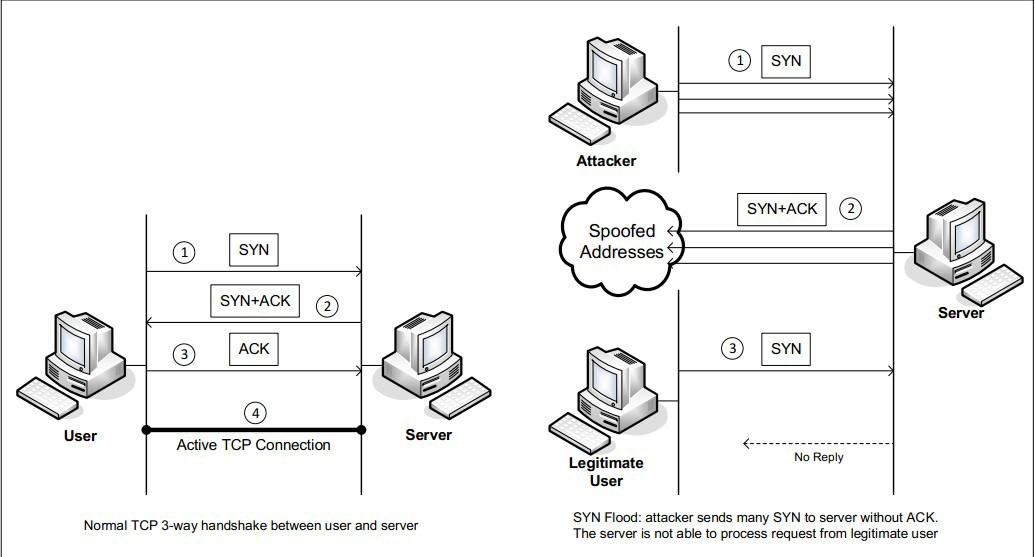 1
SYN
SYN+ACK
2
3
ACK
4
Active TCP Connection
User
Server
Normal TCP 3-way handshake between user and server
1
SYN
Attacker
SYN+ACK
2
Spoofed
Addresses
Server
3
SYN
No Reply
Legitimate
User
SYN Flood: attacker sends many SYN to server without ACK.
The server is not able to process request from legitimate user